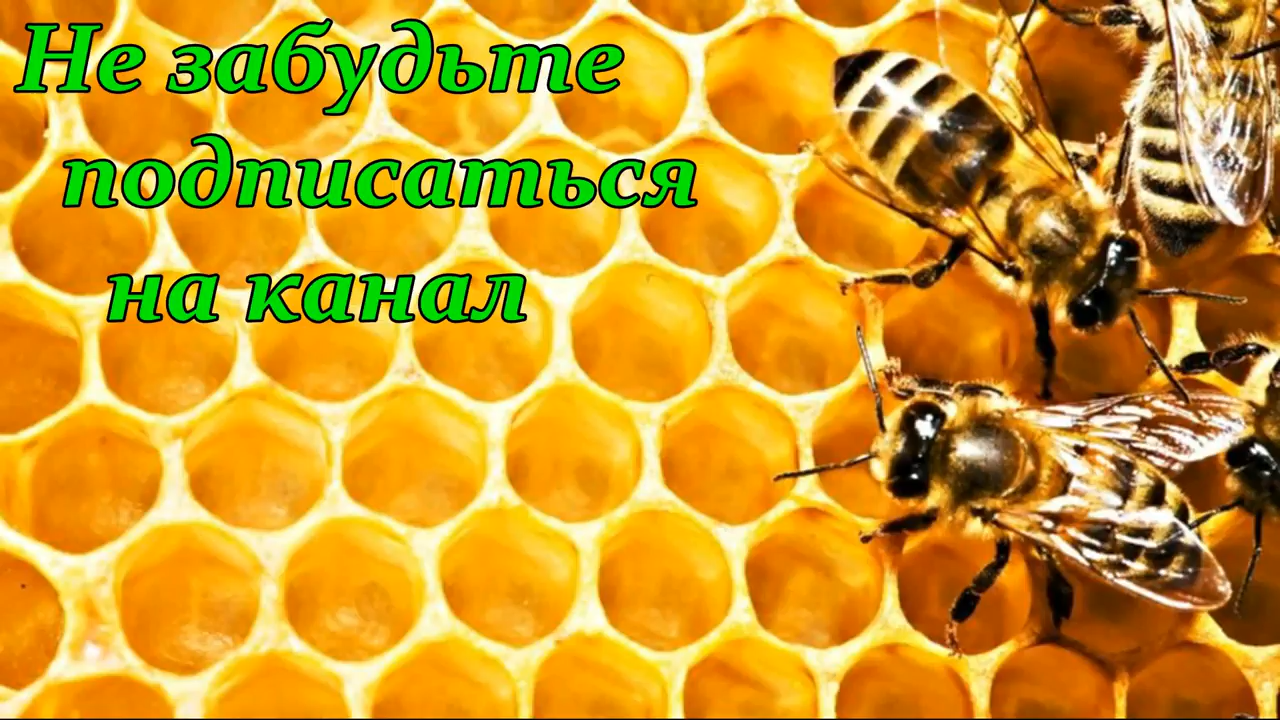 Не забудьте
подписаться
на канал